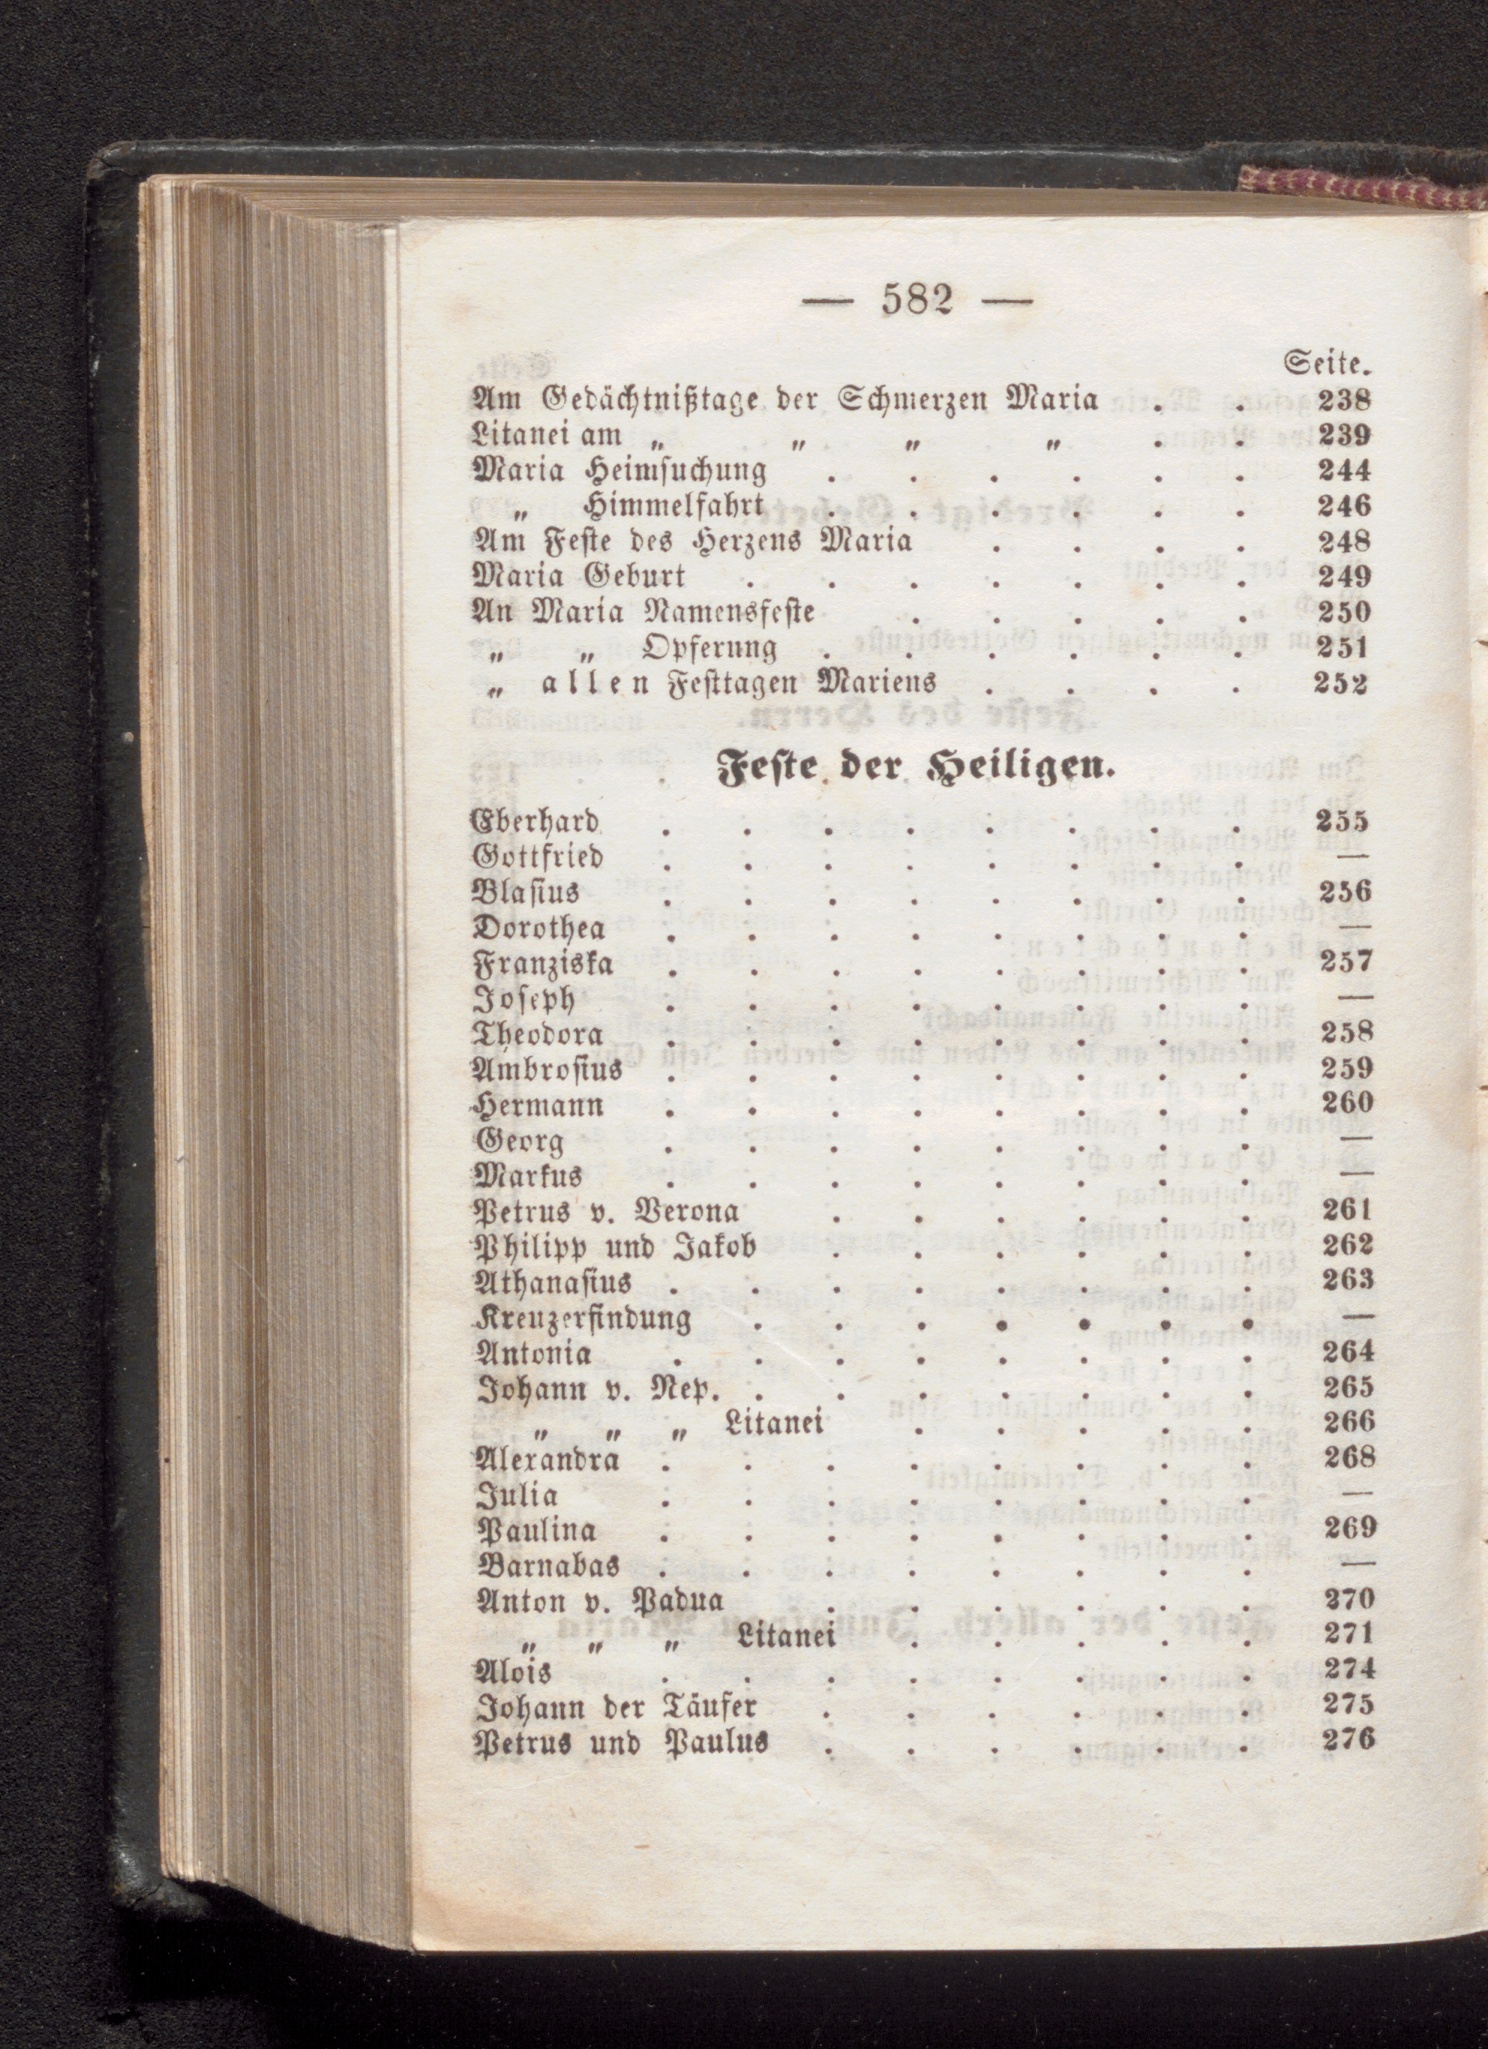 — 582 —
Seite.
Am Gedächtnißtage der Schmerzen Maria . . 238
Litanei am „ „ „ „ . . 239
Maria Heimsuchung . . . . . . 244
„ Himmelfahrt . . . . . . 246
Am Feste des Herzens Maria . . . . 248
Maria Geburt . . . . . . . 249
An Maria Namensfeste . . . . . 250
„ „ Opferung . . . . . . 251
„ allen Festtagen Mariens . . . . 252
Feste der Heiligen.
Eberhard . . . . . . . . 255
Gottfried . . . . . . . . —
Blasius . . . . . . . . 256
Dorothea . . . . . . . . —
Franziska . . . . . . . . 257
Joseph . . . . . . . . —
Theodora . . . . . . . . 258
Ambrosius . . . . . . . . 259
Hermann . . . . . . . . 260
Georg . . . . . . . . —
Markus . . . . . . . . —
Petrus v. Verona . . . . . . 261
Philipp und Jakob . . . . . . 262
Athanasius . . . . . . . . 263
Kreuzerfindung . . . . . . . —
Antonia . . . . . . . . 264
Johann v. Nep. . . . . . . . 265
„ „ „ Litanei . . . . . 266
Alexandra . . . . . . . . 268
Julia . . . . . . . . —
Paulina . . . . . . . . 269
Barnabas . . . . . . . . —
Anton v. Padua . . . . . . 270
„ „ „ Litanei . . . . . 271
Alois . . . . . . . . 274
Johann der Täufer . . . . . . 275
Petrus und Paulus . . . . . . 276